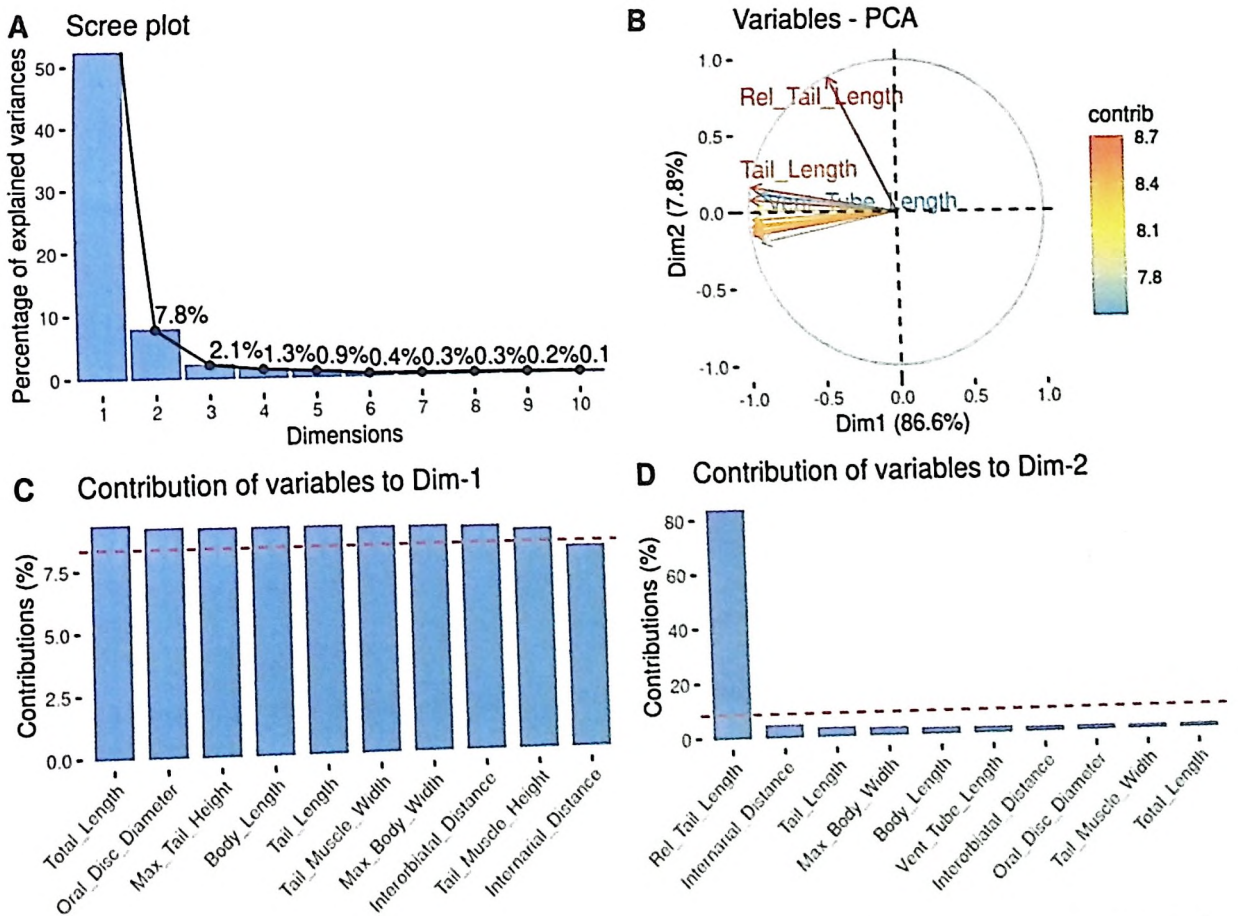 A
Scree plot
Percentage of explained variances
50
40
30
20
10
0
7.8%
2.1%
1.3%
0.9%
0.4%
0.3%
0.3%
0.2%
0.1
1
2
3
4
5
6
7
8
9
10
Dimensions
B
Variables - PCA
Dim2 (7.8%)
1.0
0.5
0.0
-0.5
-1.0
Rel_Tail_Length
Tail_Length
Vent_Tube_Length
-1.0
-0.5
0.0
0.5
1.0
Dim1 (86.6%)
contrib
8.7
8.4
8.1
7.8
C
Contribution of variables to Dim-1
Contributions (%)
7.5
5.0
2.5
0.0
Total_Length
Oral_Disc_Diameter
Max_Tail_Height
Body_Length
Tail_Length
Tail_Muscle_Width
Max_Body_Width
Interorbiatal_Distance
Tail_Muscle_Height
Internarial_Distance
D
Contribution of variables to Dim-2
Contributions (%)
80
60
40
20
0
Rel_Tail_Length
Internarial_Distance
Tail_Length
Max_Body_Width
Body_Length
Vent_Tube_Length
Interorbiatal_Distance
Oral_Disc_Diameter
Tail_Muscle_Width
Total_Length